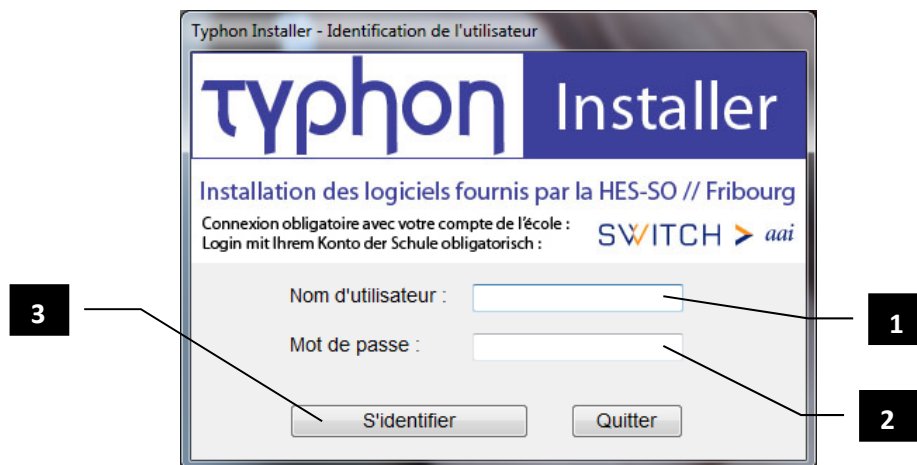 Typhon Installer - Identification de l'utilisateur
Typhon Installer
Installation des logiciels fournis par la HES-SO // Fribourg
Connexion obligatoire avec votre compte de l'école :
Login mit Ihrem Konto der Schule obligatorisch :
SWITCH > aai
Nom d'utilisateur :
1
3
Mot de passe :
2
S'identifier
Quitter